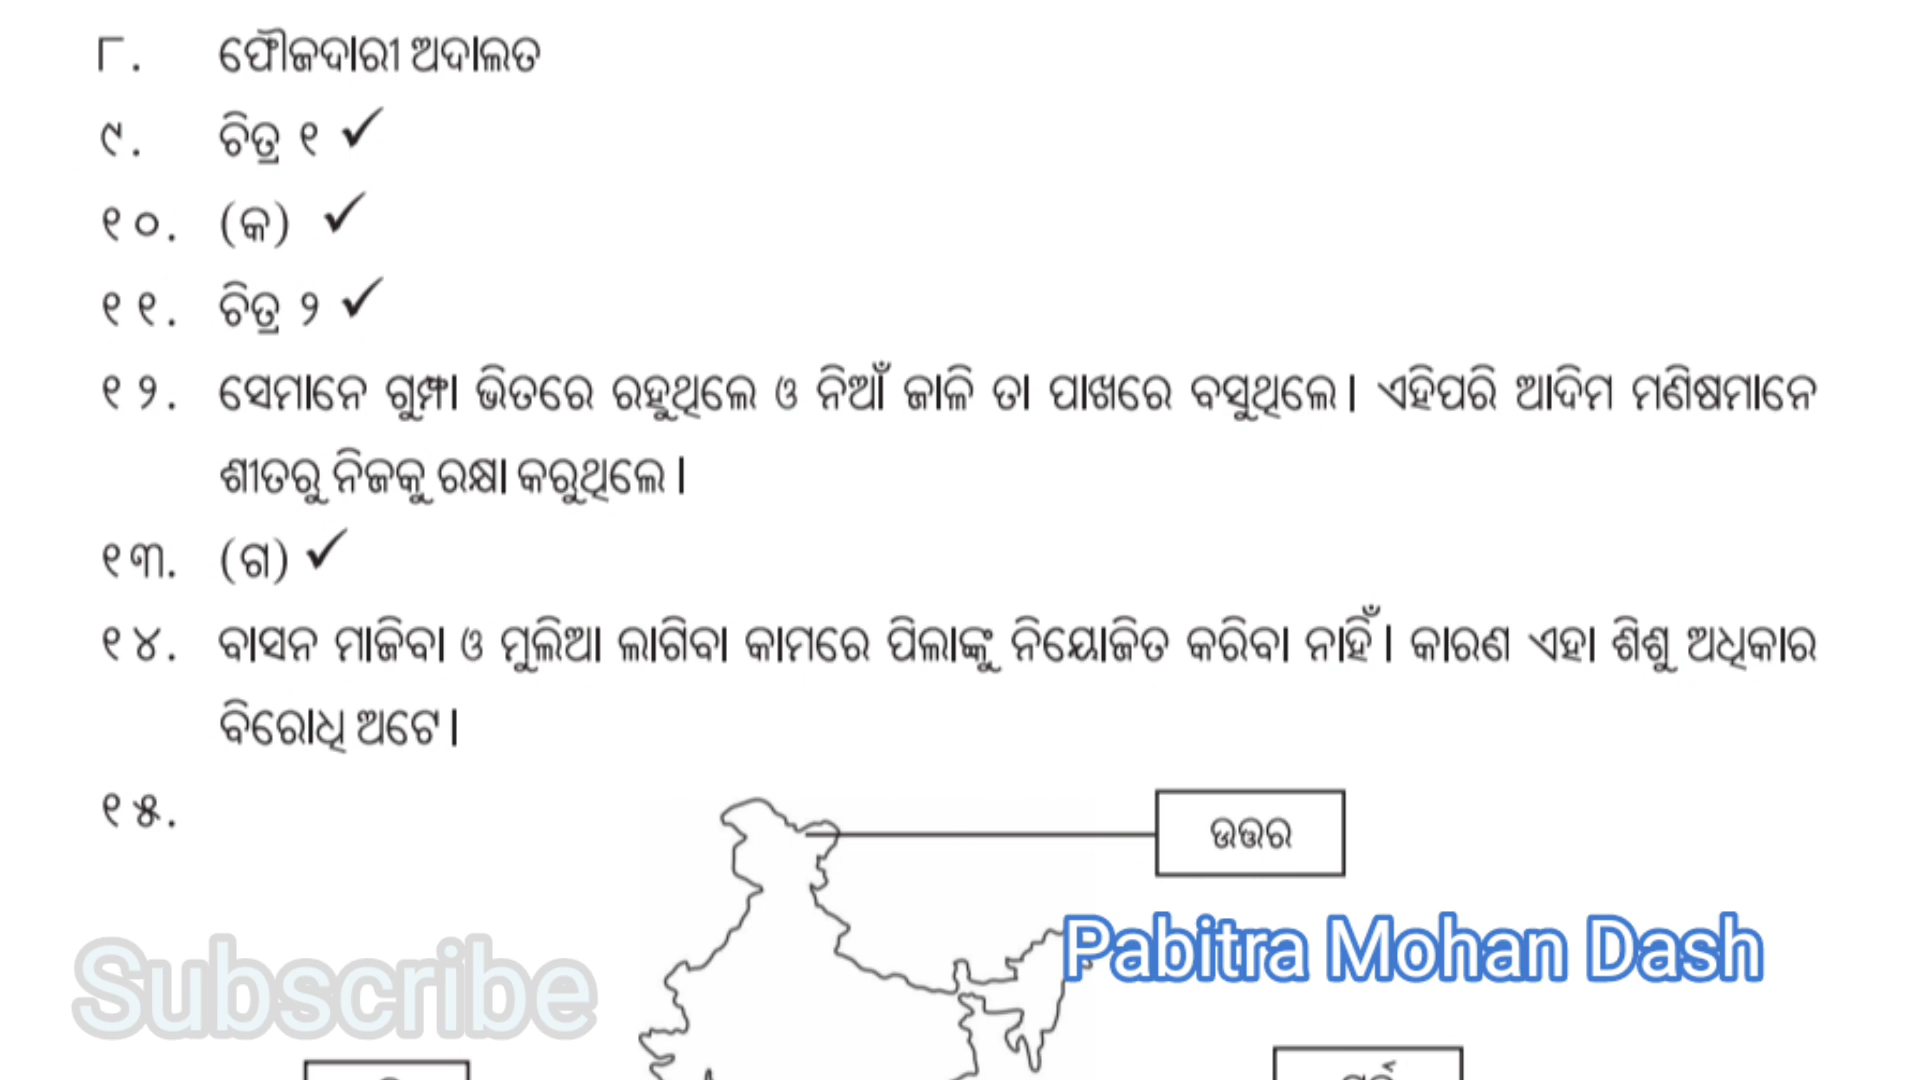 ୮. ଫୌଜଦାରୀ ଅଦାଲତ
୯. ଚିତ୍ର ୧ ✓
୧୦. (କ) ✓
୧୧. ଚିତ୍ର ୨ ✓
୧୨. ସେମାନେ ଗୁମ୍ଫା ଭିତରେ ରହୁଥିଲେ ଓ ନିଆଁ ଜାଳି ତା ପାଖରେ ବସୁଥିଲେ। ଏହିପରି ଆଦିମ ମଣିଷମାନେ
ଶୀତରୁ ନିଜକୁ ରକ୍ଷା କରୁଥିଲେ।
୧୩. (ଗ) ✓
୧୪. ବାସନ ମାଜିବା ଓ ମୁଲିଆ ଲାଗିବା କାମରେ ପିଲାଙ୍କୁ ନିୟୋଜିତ କରିବା ନାହିଁ। କାରଣ ଏହା ଶିଶୁ ଅଧିକାର
ବିରୋଧି ଅଟେ।
୧୫.
ଉତ୍ତର
Pabitra Mohan Dash
Subscribe